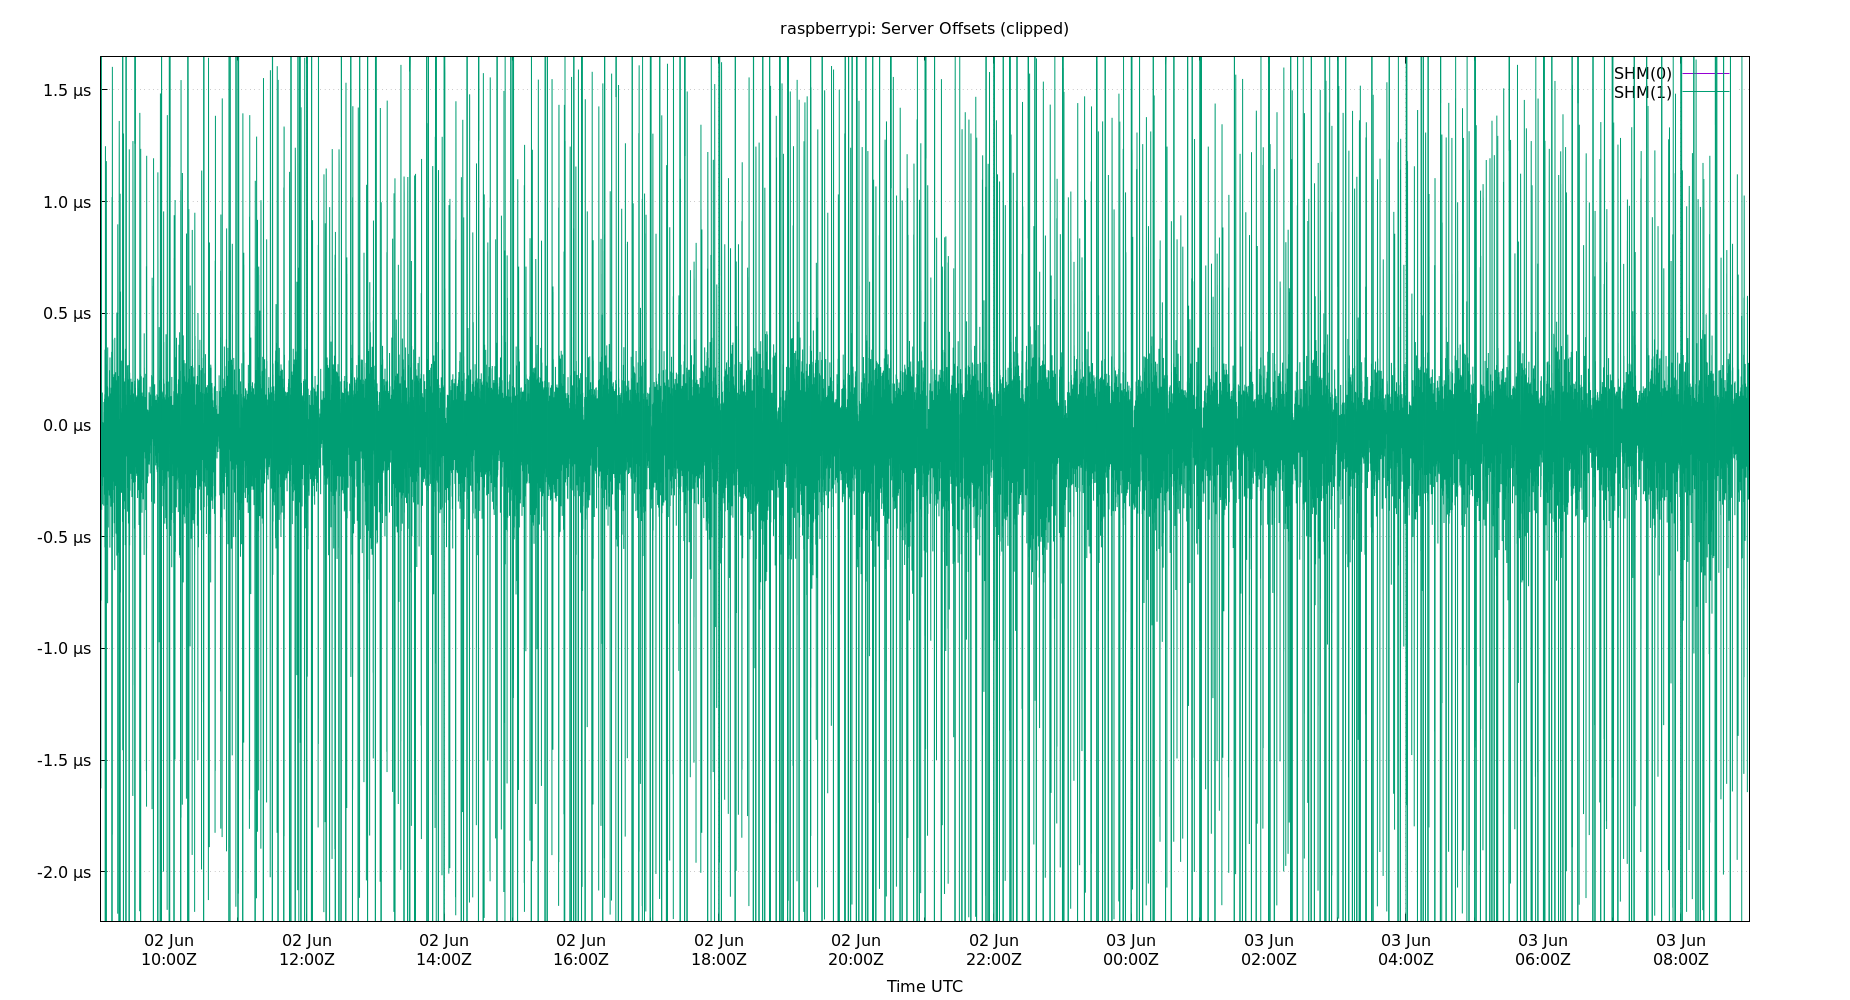 raspberrypi: Server Offsets (clipped)
SHM(0)
SHM(1)
1.5 µs
1.0 µs
0.5 µs
0.0 µs
-0.5 µs
-1.0 µs
-1.5 µs
-2.0 µs
02 Jun 02 Jun 02 Jun 02 Jun 02 Jun 02 Jun 02 Jun 03 Jun 03 Jun 03 Jun 03 Jun 03 Jun
10:00Z 12:00Z 14:00Z 16:00Z 18:00Z 20:00Z 22:00Z 00:00Z 02:00Z 04:00Z 06:00Z 08:00Z
Time UTC